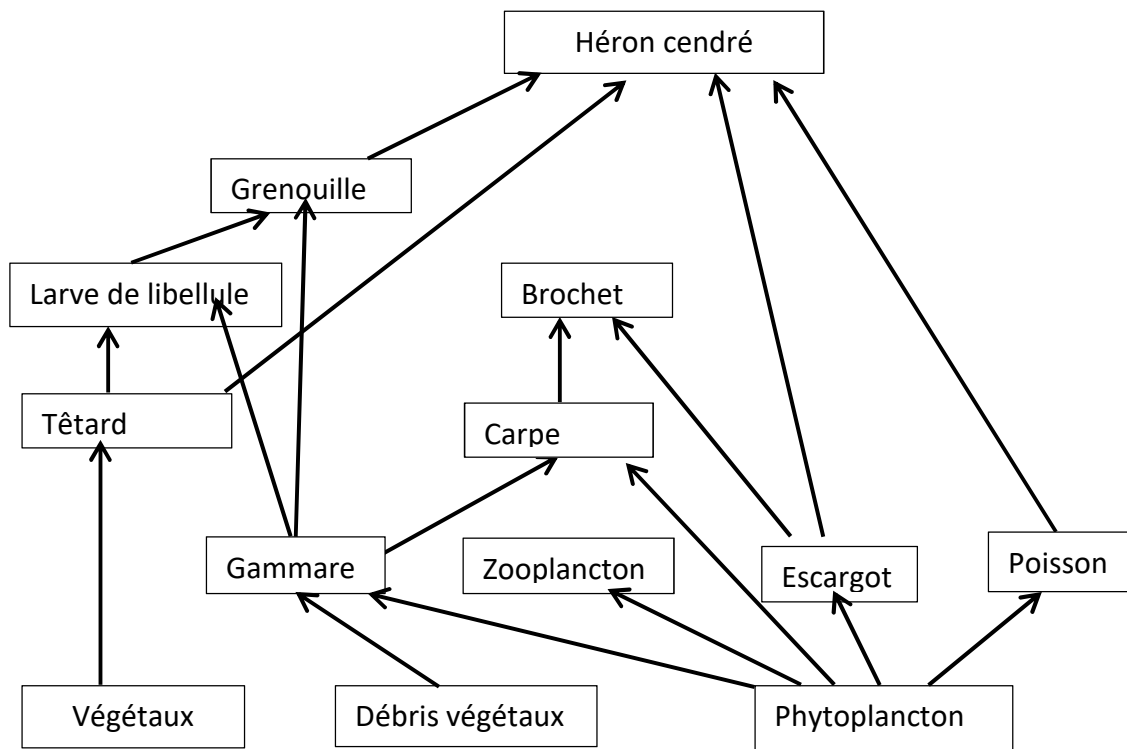 Héron cendré
Grenouille
Larve de libellule
Brochet
Têtard
Carpe
Gammare
Zooplancton
Escargot
Poisson
Végétaux
Débris végétaux
Phytoplancton